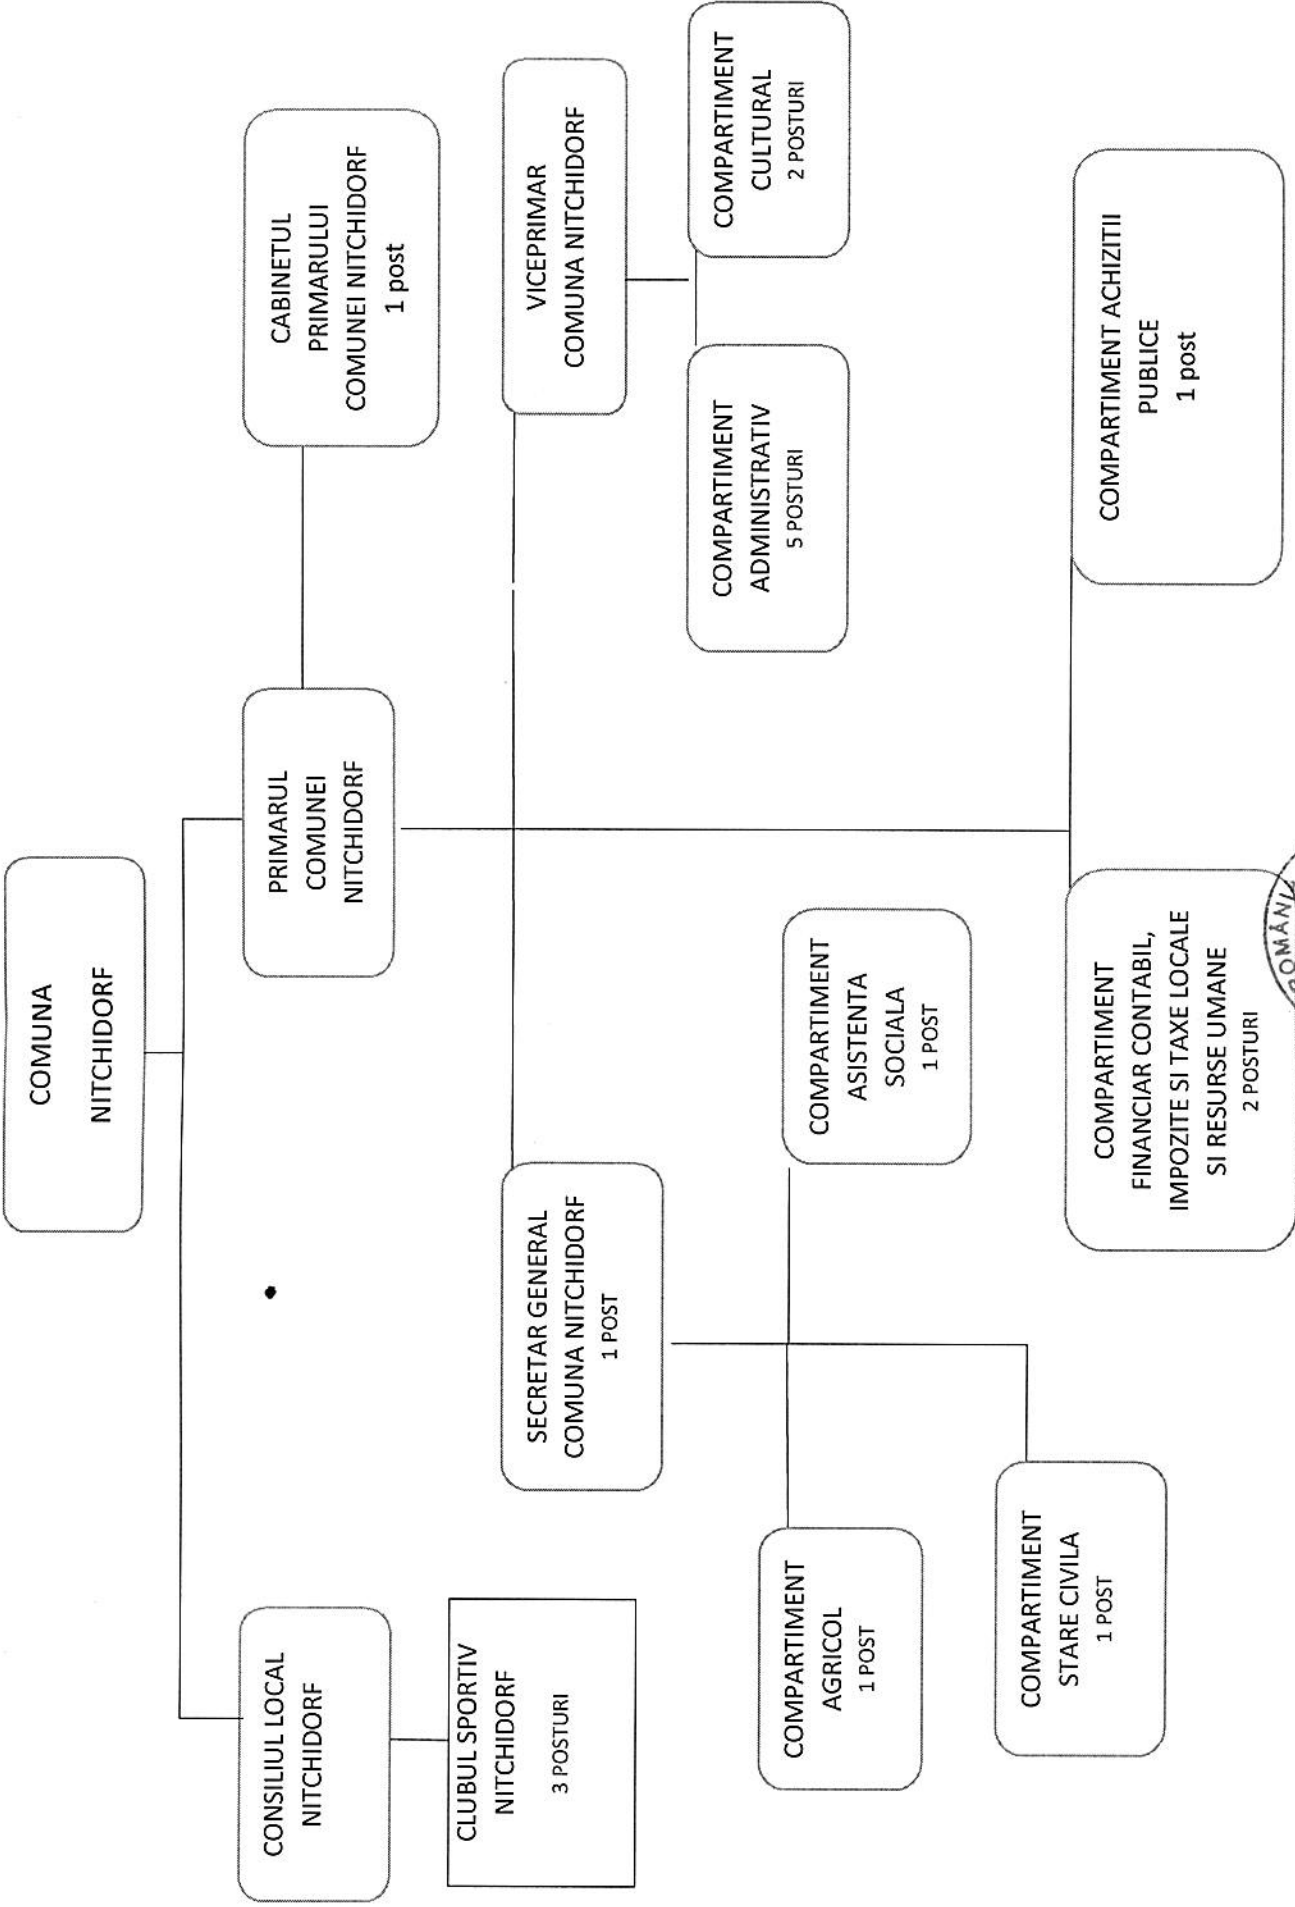 COMUNA
NITCHIDORF
PRIMARUL
COMUNEI
NITCHIDORF
CABINETUL
PRIMARULUI
COMUNEI NITCHIDORF
1 post
CONSILIUL LOCAL
NITCHIDORF
CLUBUL SPORTIV
NITCHIDORF
3 POSTURI
SECRETAR GENERAL
COMUNA NITCHIDORF
1 POST
VICEPRIMAR
COMUNA NITCHIDORF
COMPARTIMENT
ADMINISTRATIV
5 POSTURI
COMPARTIMENT
CULTURAL
2 POSTURI
COMPARTIMENT
AGRICOL
1 POST
COMPARTIMENT
ASISTENTA
SOCIALA
1 POST
COMPARTIMENT
STARE CIVILA
1 POST
COMPARTIMENT
FINANCIAR CONTABIL,
IMPOZITE SI TAXE LOCALE
SI RESURSE UMANE
2 POSTURI
COMPARTIMENT ACHIZITII
PUBLICE
1 post